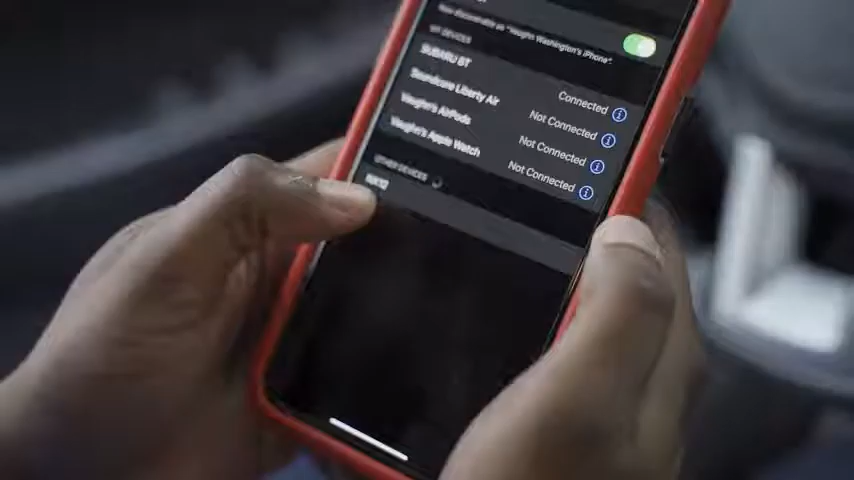 Now discoverable as "Vaughn Washington's iPhone".
MY DEVICES
SUBARU BT Connected
Soundcore Liberty Air Not Connected
Vaughn's AirPods Not Connected
Vaughn's Apple Watch Not Connected
OTHER DEVICES